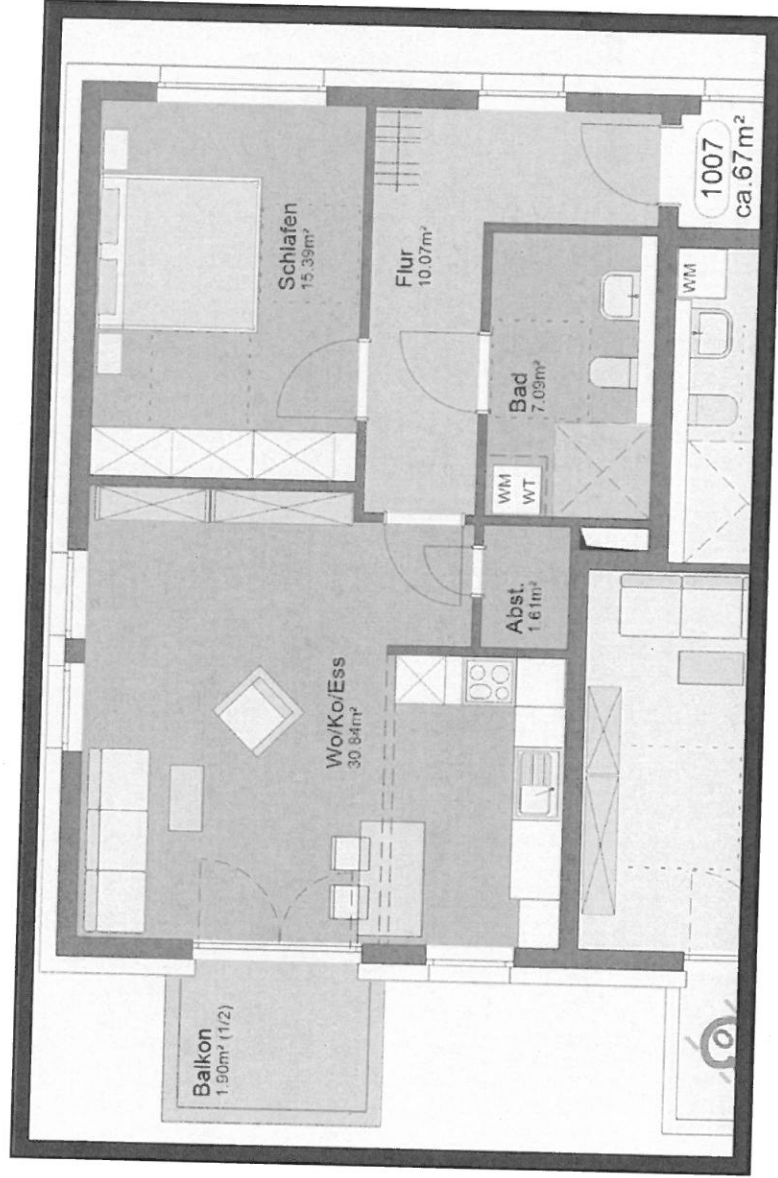 Schlafen
15.39m²
Flur
10.07m²
1007
ca.67m²
Bad
7.09m²
WM
WT
WM
Abst.
1.61m²
Wo/Ko/Ess
30.84m²
Balkon
1.90m² (1/2)